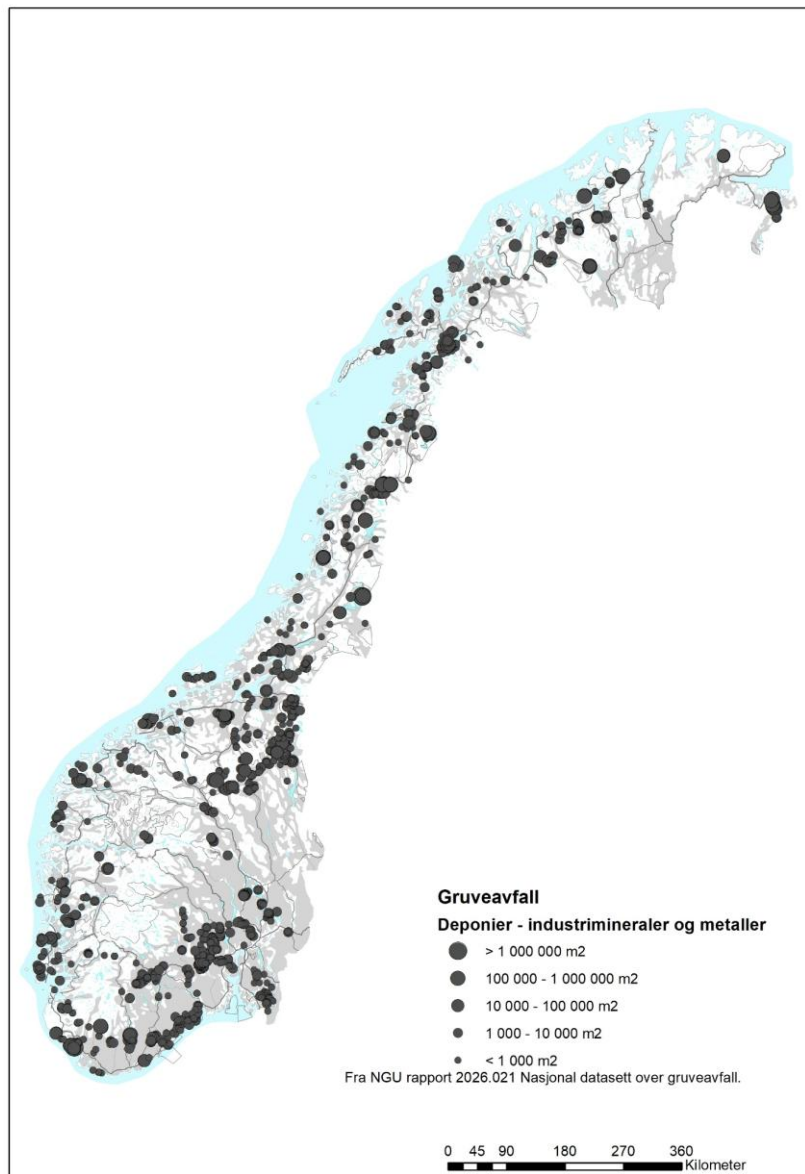 Gruveavfall
Deponier - industrimineraler og metaller
> 1 000 000 m2
100 000 - 1 000 000 m2
10 000 - 100 000 m2
1 000 - 10 000 m2
< 1 000 m2
Fra NGU rapport 2026.021 Nasjonal datasett over gruveavfall.
0 45 90 180 270 360
Kilometer